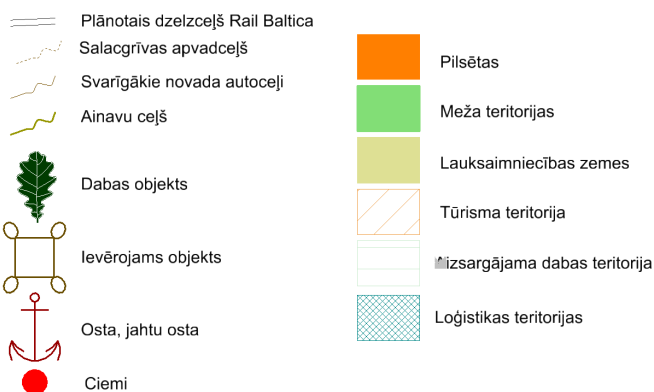 Plānotais dzelzceļš Rail Baltica
Salacgrīvas apvadceļš
Svarīgākie novada autoceļi
Ainavu ceļš
Dabas objekts
Ievērojams objekts
Osta, jahtu osta
Ciemi
Pilsētas
Meža teritorijas
Lauksaimniecības zemes
Tūrisma teritorija
Aizsargājama dabas teritorija
Loģistikas teritorijas